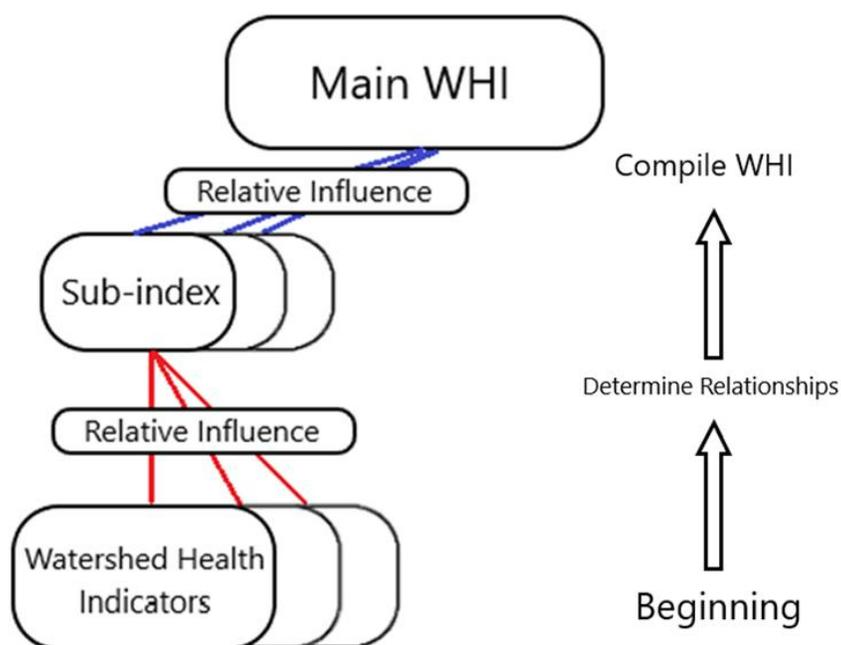 Main WHI
Compile WHI
Relative Influence
Sub-index
Determine Relationships
Relative Influence
Watershed Health
Indicators
Beginning